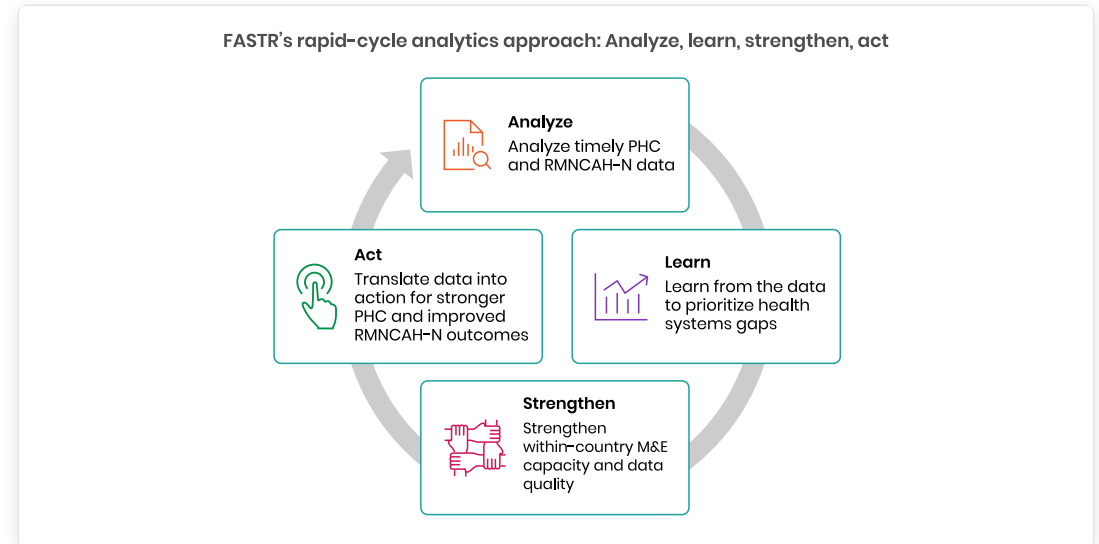 FASTR's rapid-cycle analytics approach: Analyze, learn, strengthen, act
Analyze
Analyze timely PHC
and RMNCAH-N data
Learn
Learn from the data
to prioritize health
systems gaps
Strengthen
Strengthen
within-country M&E
capacity and data
quality
Act
Translate data into
action for stronger
PHC and improved
RMNCAH-N outcomes